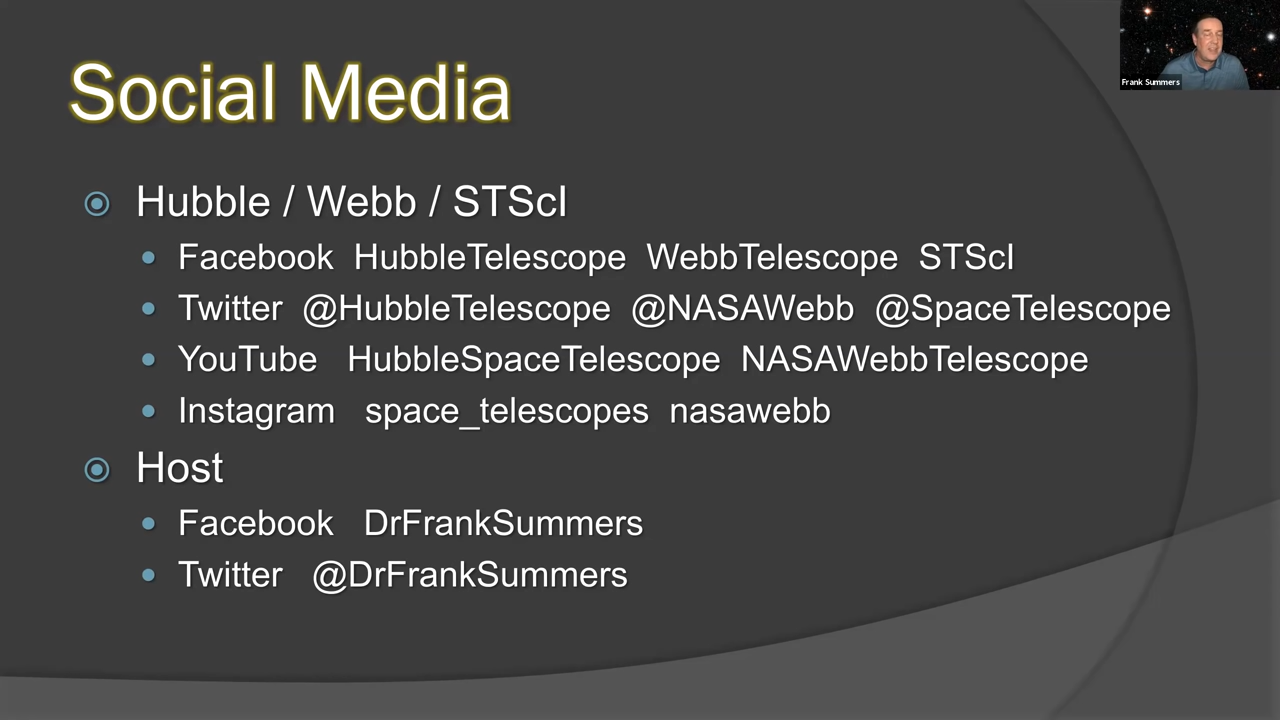 Social Media
Hubble / Webb / STScI
Facebook HubbleTelescope WebbTelescope STScI
Twitter @HubbleTelescope @NASAWebb @SpaceTelescope
YouTube HubbleSpaceTelescope NASAWebbTelescope
Instagram space_telescopes nasawebb
Host
Facebook DrFrankSummers
Twitter @DrFrankSummers
Frank Summers